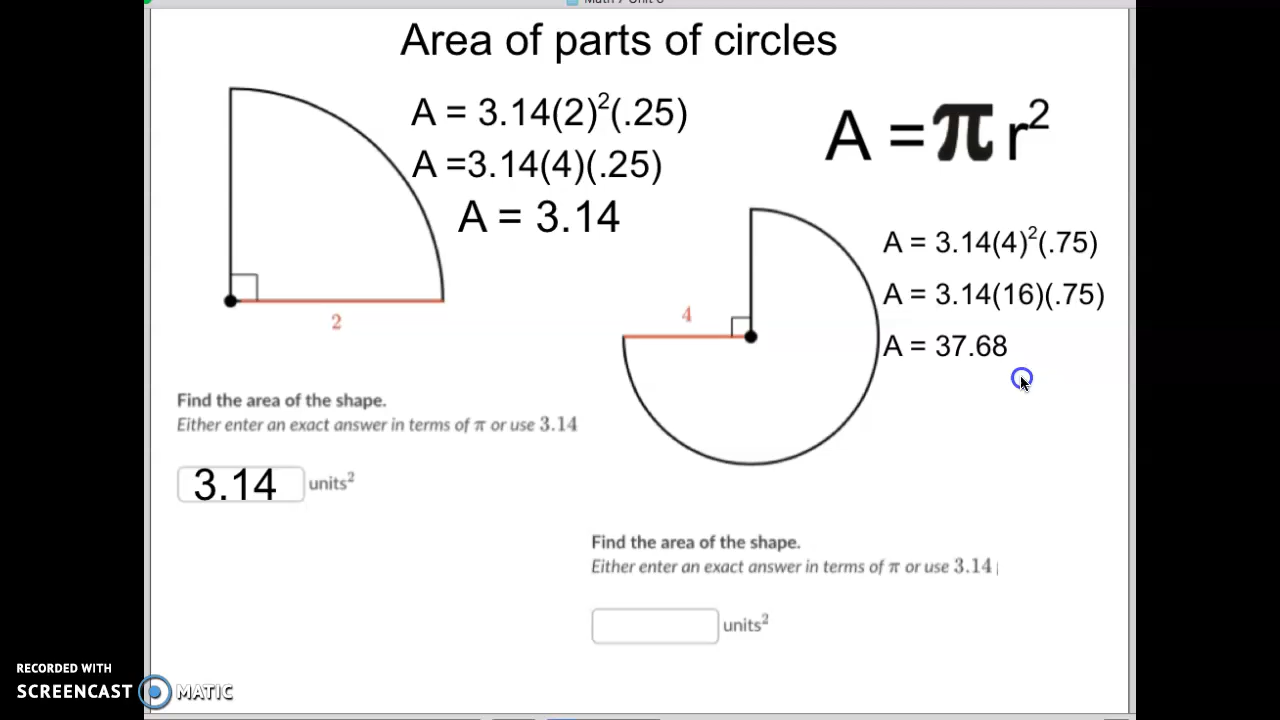 Area of parts of circles
A = 3.14(2)²(.25)
A =3.14(4)(.25)
A = 3.14
A = π r²
2
Find the area of the shape.
Either enter an exact answer in terms of π or use 3.14
3.14 units²
4
A = 3.14(4)²(.75)
A = 3.14(16)(.75)
A = 37.68
Find the area of the shape.
Either enter an exact answer in terms of π or use 3.14
units²
RECORDED WITH
SCREENCAST MATIC